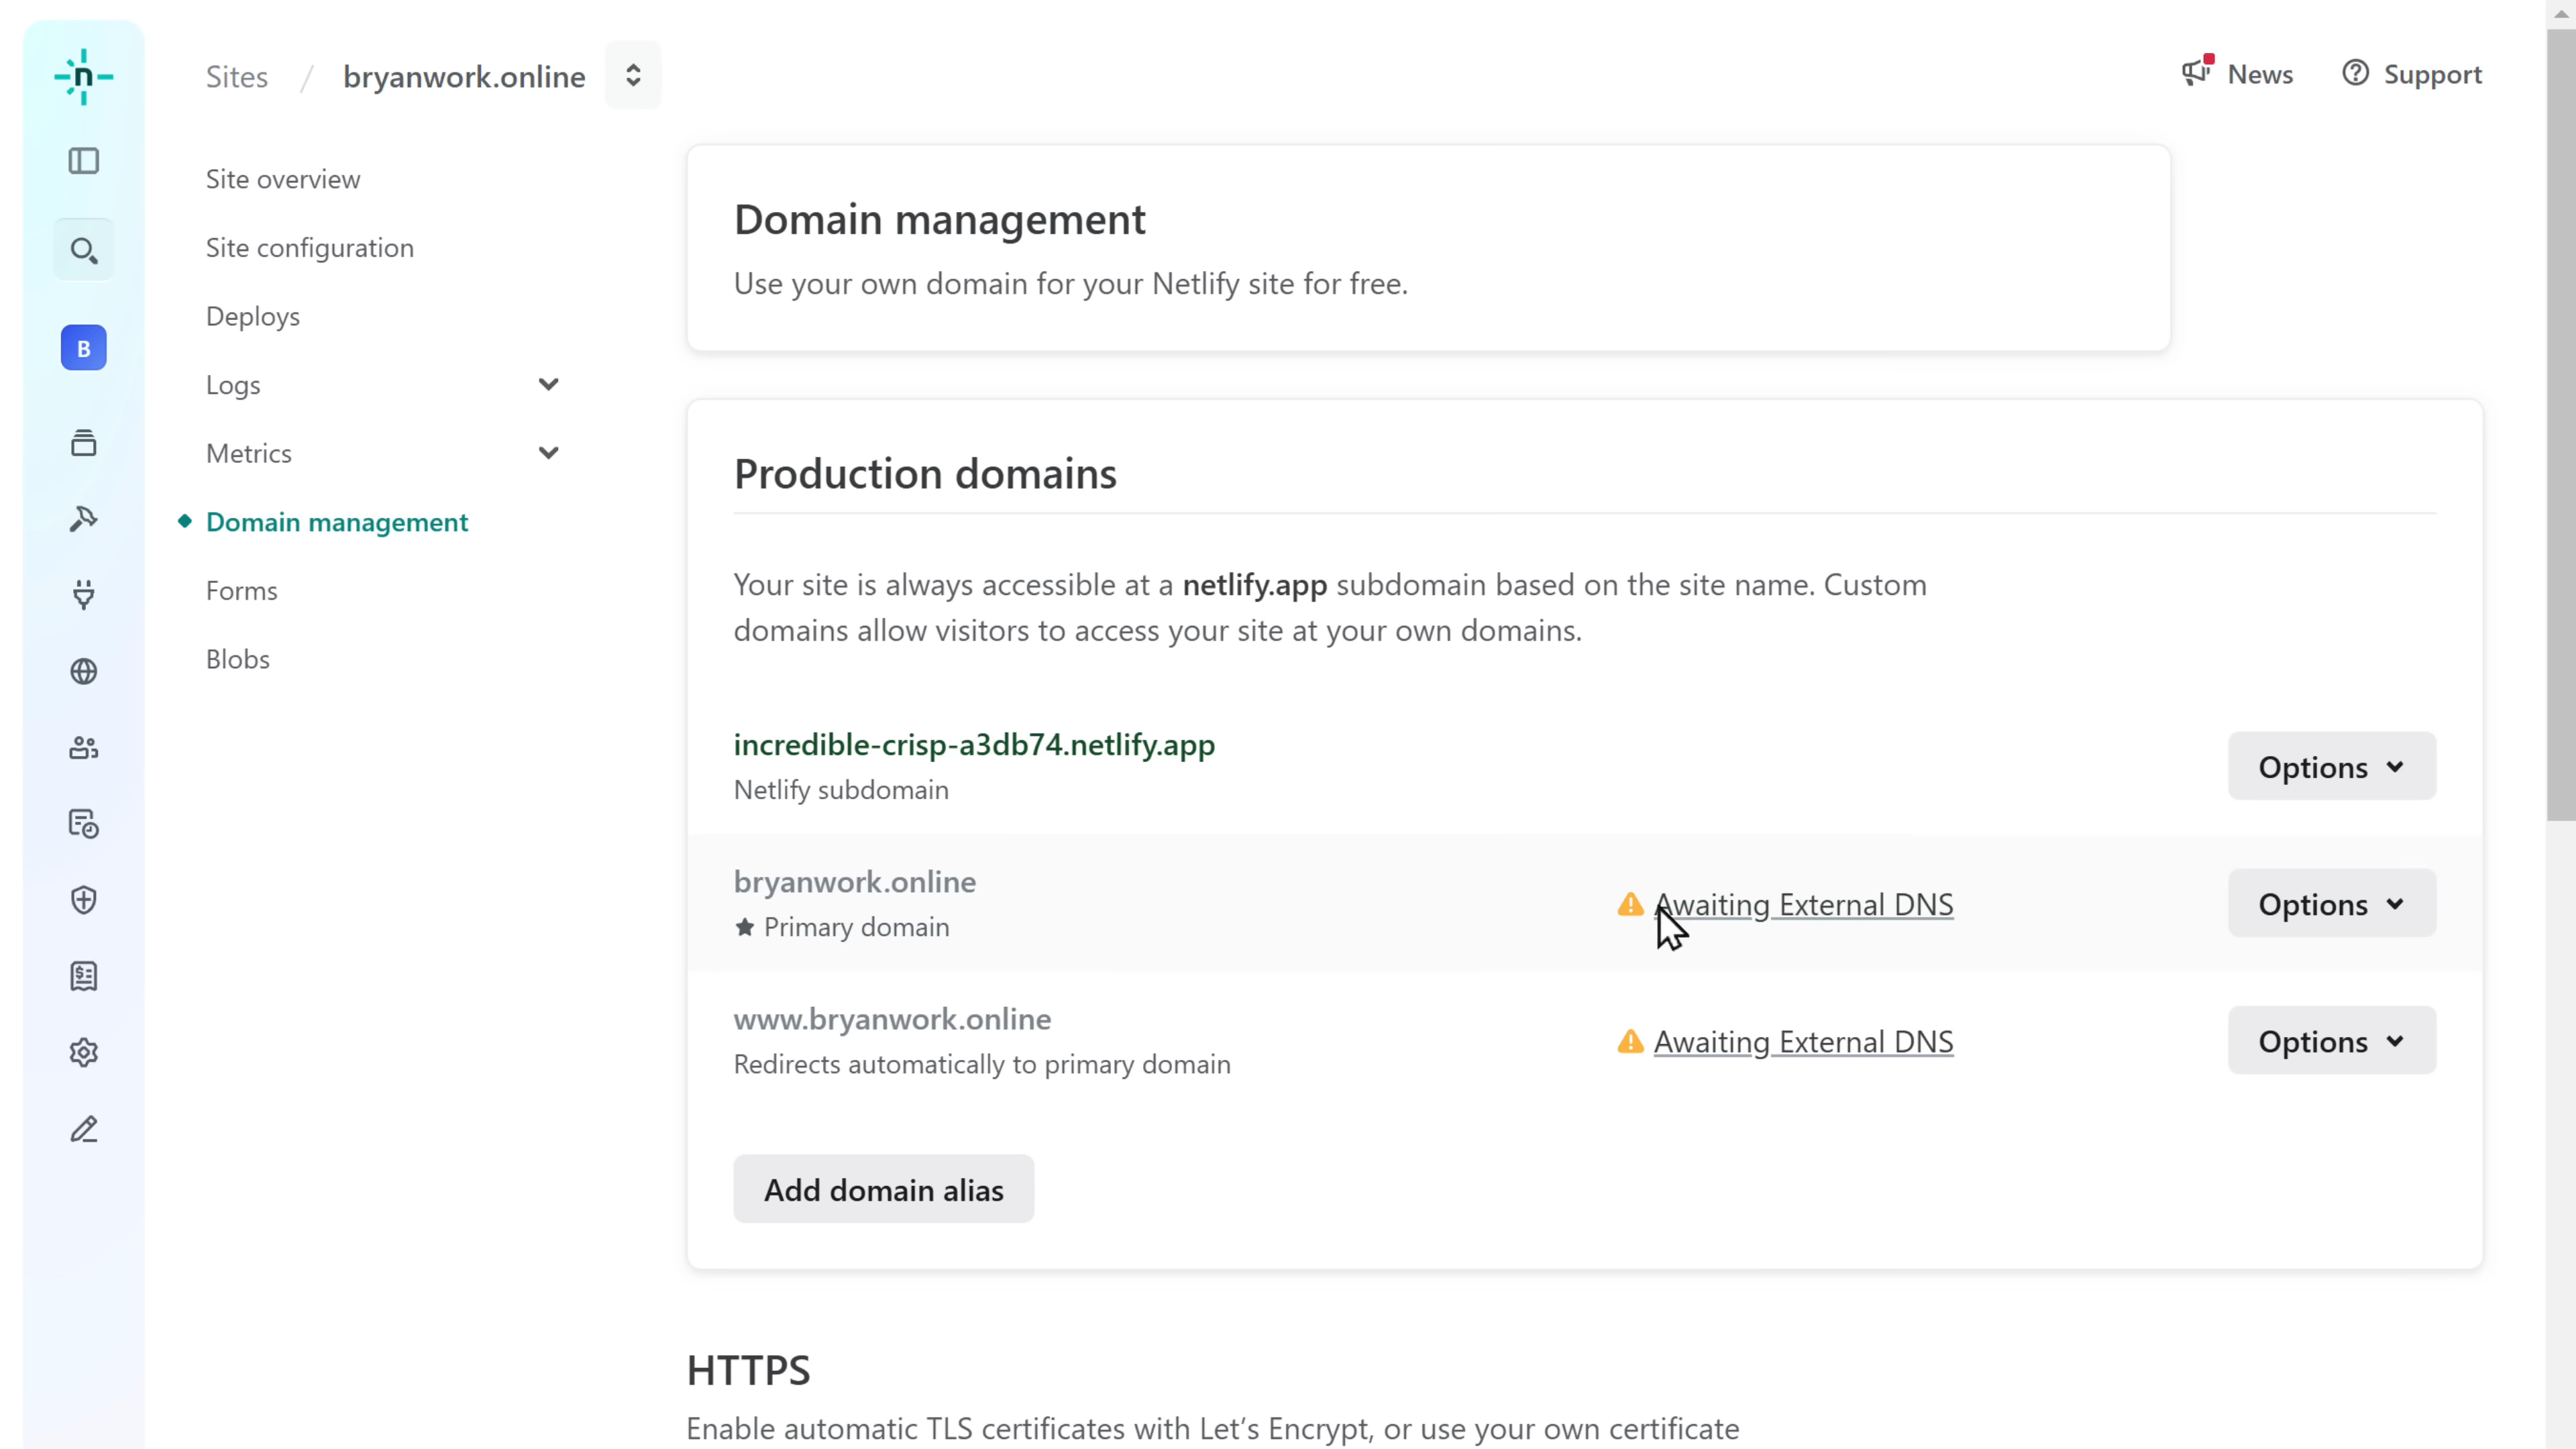 n
Sites / bryanwork.online
News
Support
B
Site overview
Site configuration
Deploys
Logs
Metrics
Domain management
Forms
Blobs
Domain management
Use your own domain for your Netlify site for free.
Production domains
Your site is always accessible at a netlify.app subdomain based on the site name. Custom
domains allow visitors to access your site at your own domains.
incredible-crisp-a3db74.netlify.app
Netlify subdomain
Options
bryanwork.online
Primary domain
Awaiting External DNS
Options
www.bryanwork.online
Redirects automatically to primary domain
Awaiting External DNS
Options
Add domain alias
HTTPS
Enable automatic TLS certificates with Let’s Encrypt, or use your own certificate